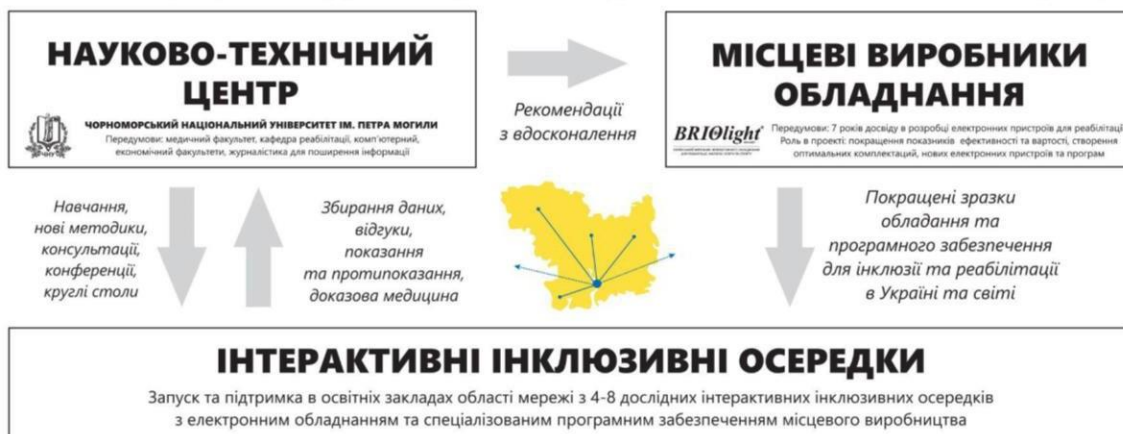 НАУКОВО-ТЕХНІЧНИЙ
ЦЕНТР
ЧОРНОМОРСЬКИЙ НАЦІОНАЛЬНИЙ УНІВЕРСИТЕТ ІМ. ПЕТРА МОГИЛИ
Передумови: медичний факультет, кафедра реабілітації, комп'ютерний,
економічний факультети, журналістика для поширення інформації
Рекомендації
з вдосконалення
МІСЦЕВІ ВИРОБНИКИ
ОБЛАДНАННЯ
BRIOlight
Передумови: 7 років досвіду в розробці електронних пристроїв для реабілітації
Роль в проекті: покращення показників ефективності та вартості, створення
оптимальних комплектацій, нових електронних пристроїв та програм
Навчання,
нові методики,
консультації,
конференції,
круглі столи
Збирання даних,
відгуки,
показання
та протипоказання,
доказова медицина
Покращені зразки
обладання та
програмного забезпечення
для інклюзії та реабілітації
в Україні та світі
ІНТЕРАКТИВНІ ІНКЛЮЗИВНІ ОСЕРЕДКИ
Запуск та підтримка в освітніх закладах області мережі з 4-8 дослідних інтерактивних інклюзивних осередків
з електронним обладнанням та спеціалізованим програмним забезпеченням місцевого виробництва